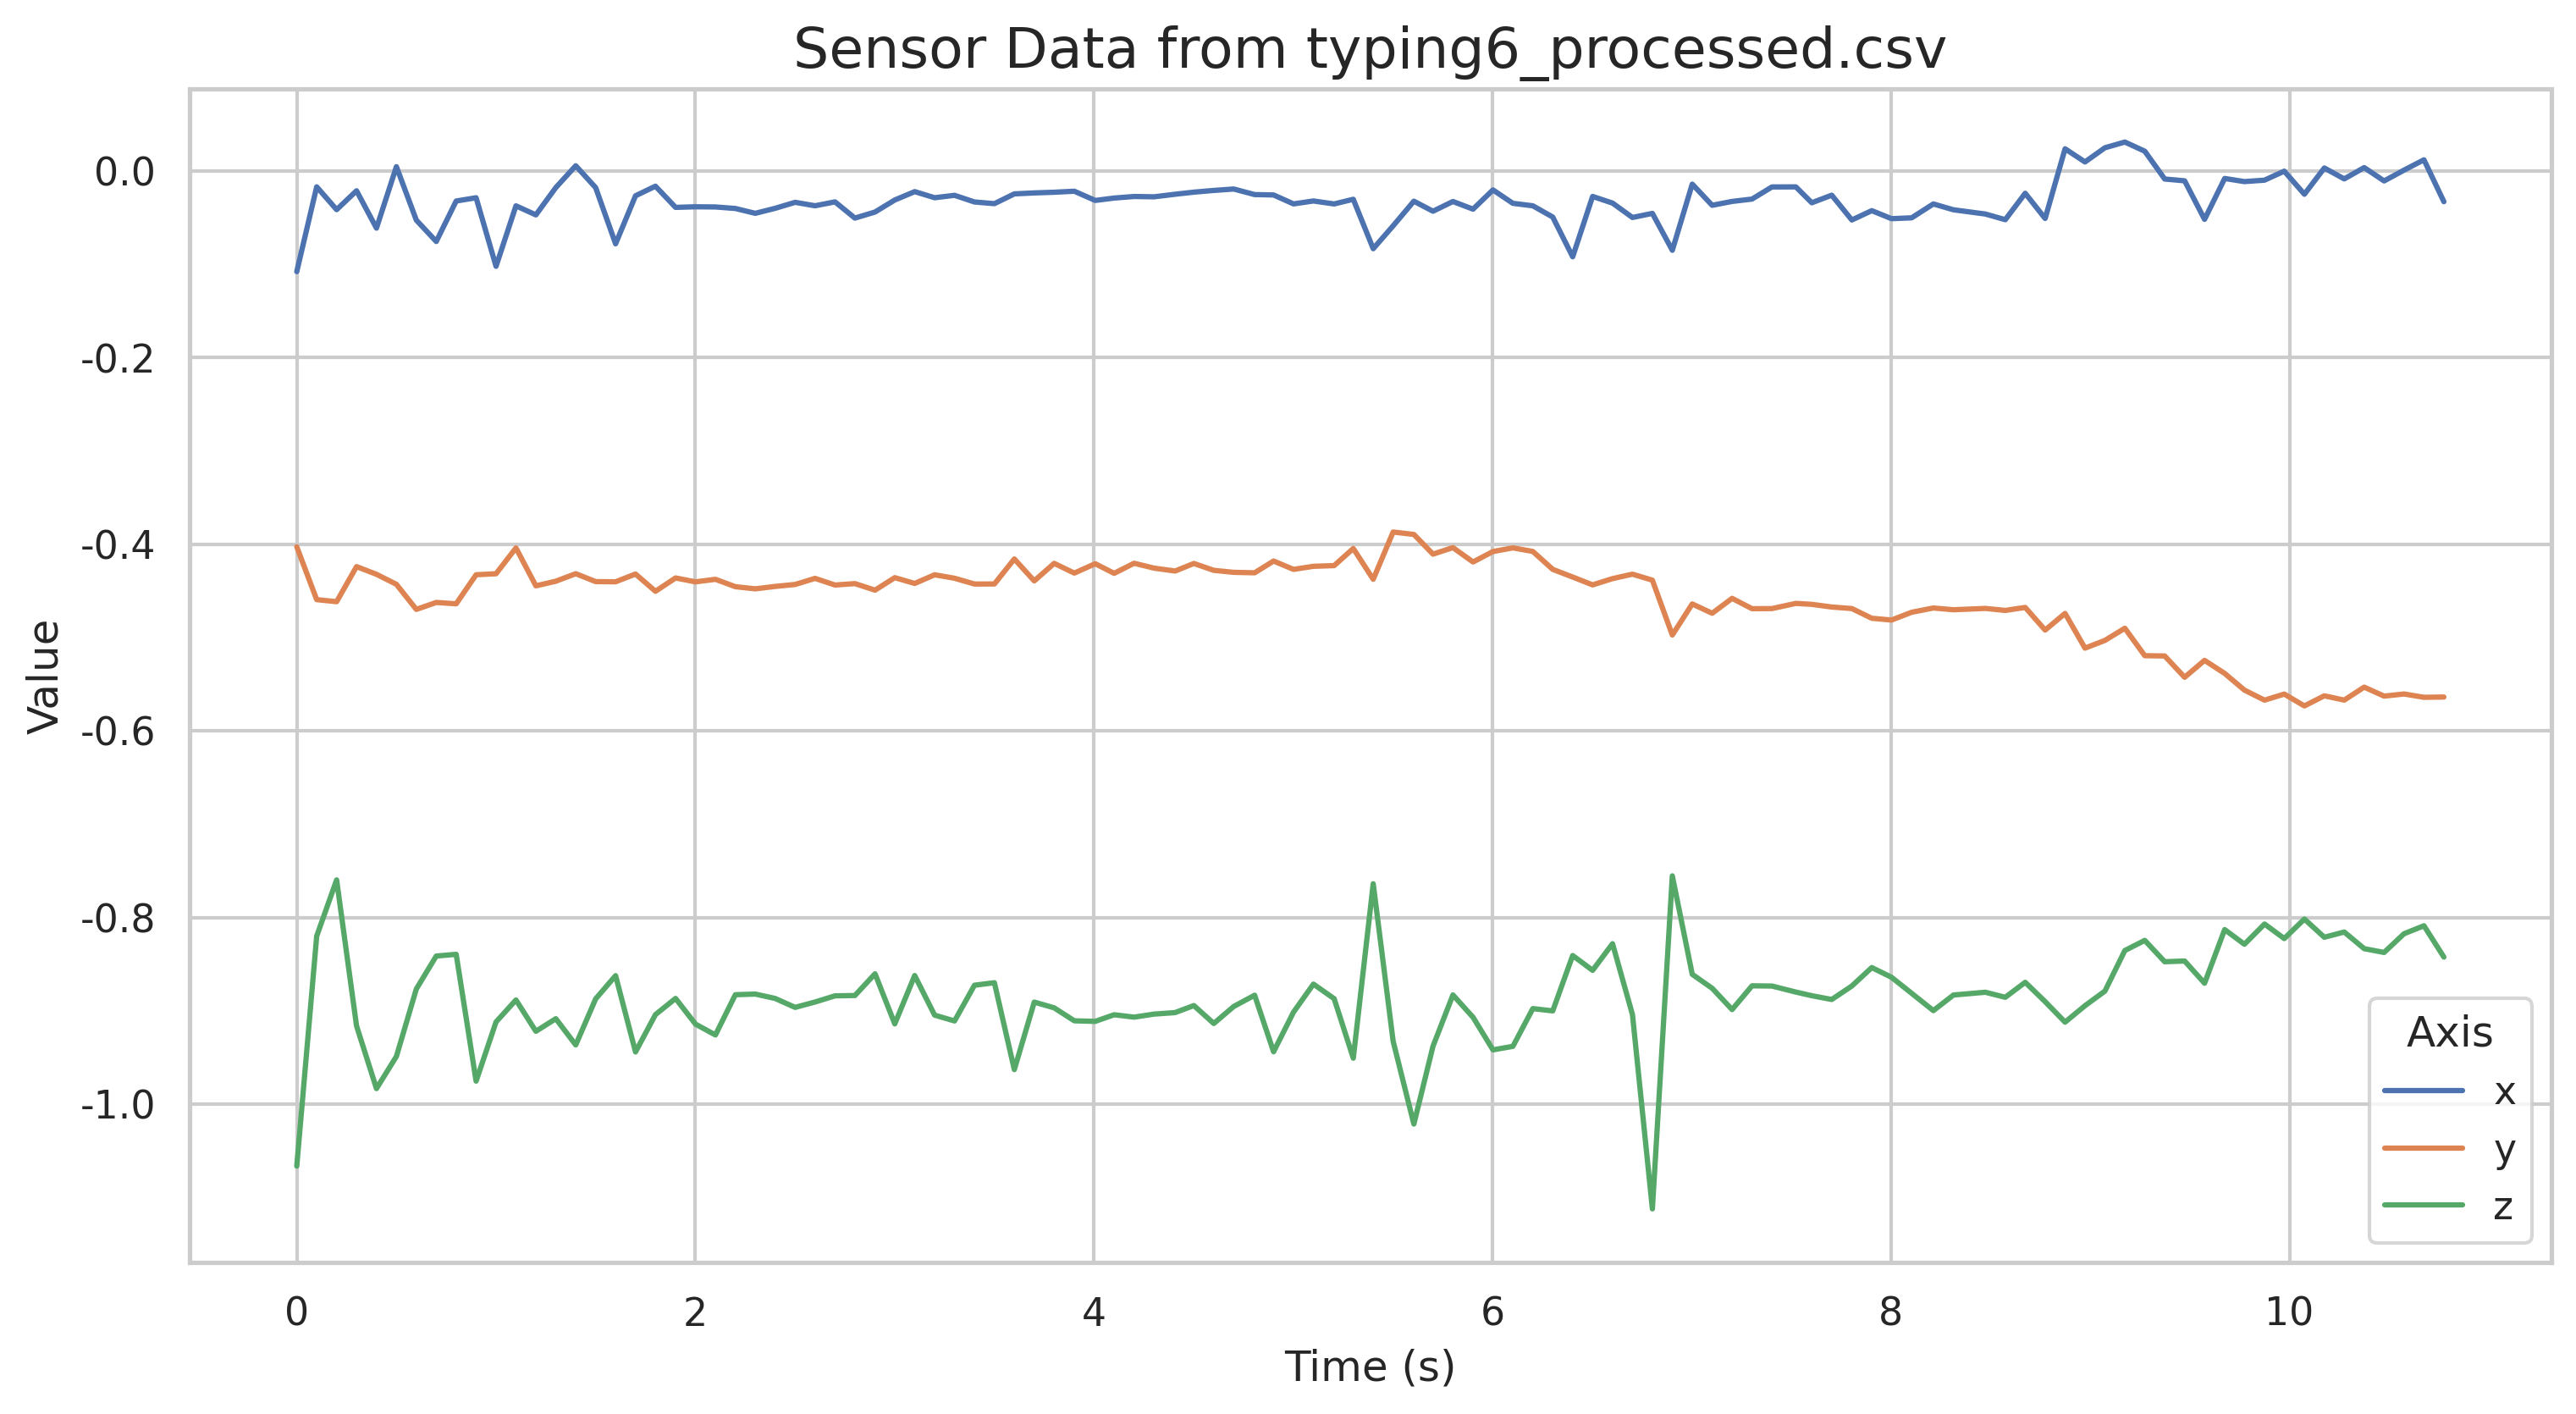 Sensor Data from typing6_processed.csv
Value
0.0
-0.2
-0.4
-0.6
-0.8
-1.0
0 2 4 6 8 10
Time (s)
Axis
x
y
z